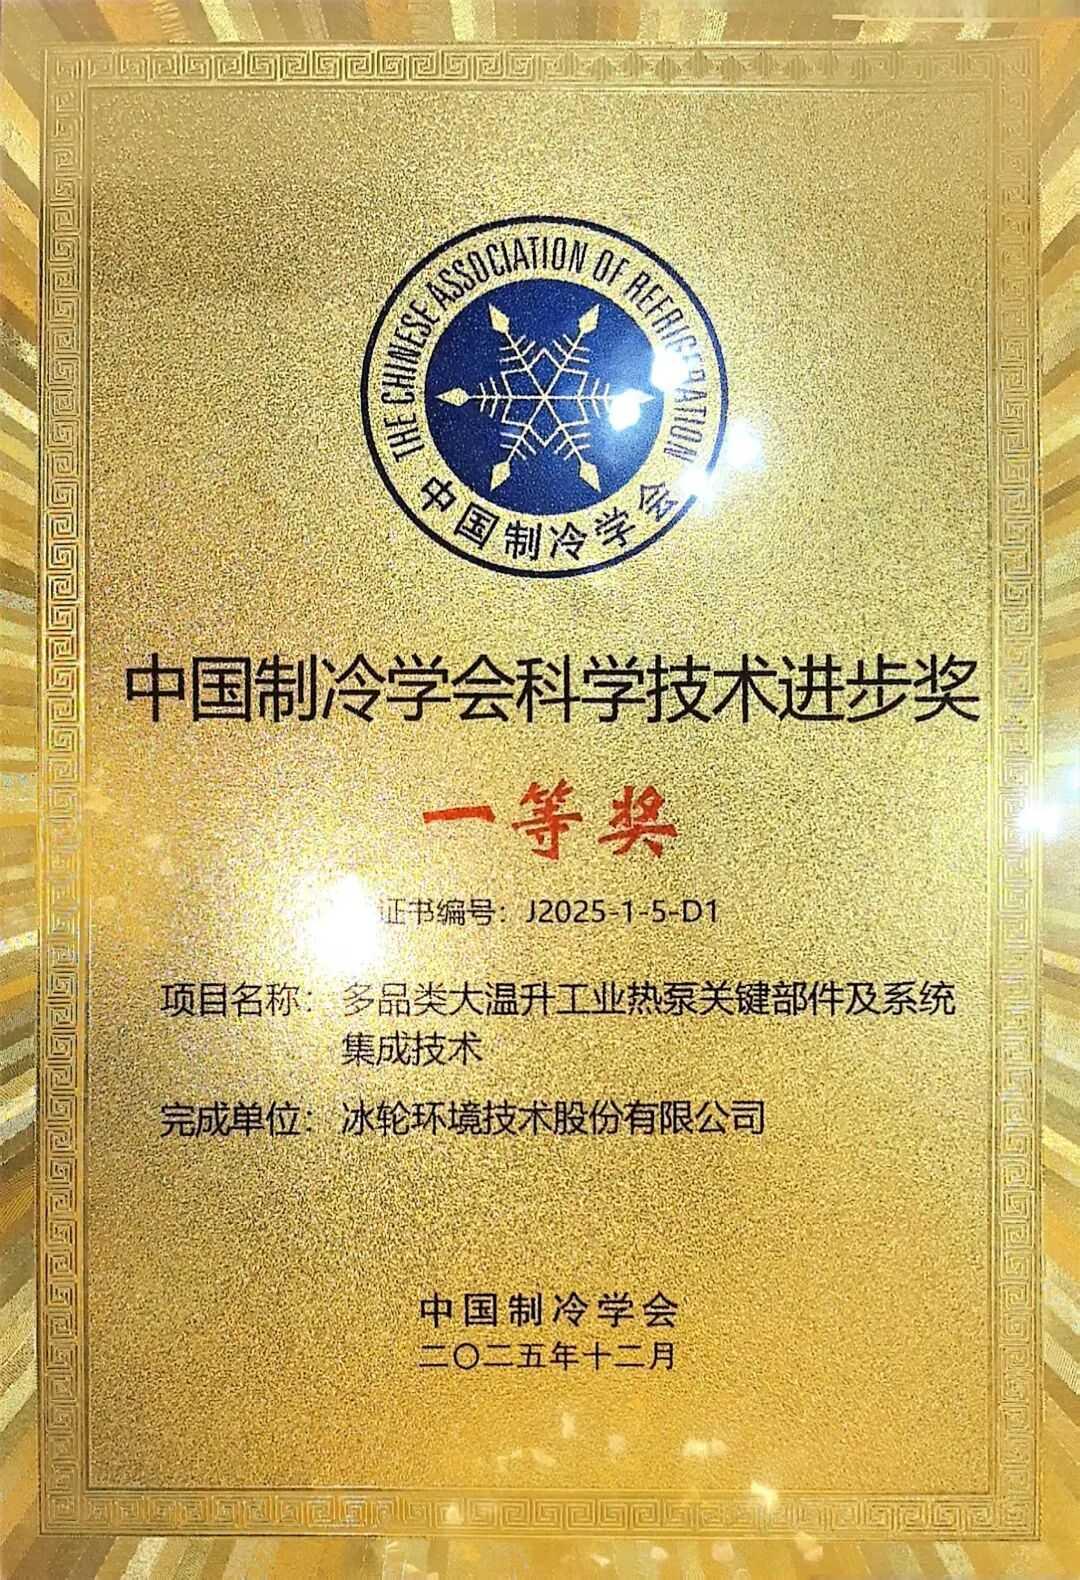 THE CHINESE ASSOCIATION OF REFRIGERATION
中国制冷学会
中国制冷学会科学技术进步奖
一等奖
证书编号：J2025-1-5-D1
项目名称：多品类大温升工业热泵关键部件及系统
集成技术
完成单位：冰轮环境技术股份有限公司
中国制冷学会
二〇二五年十二月